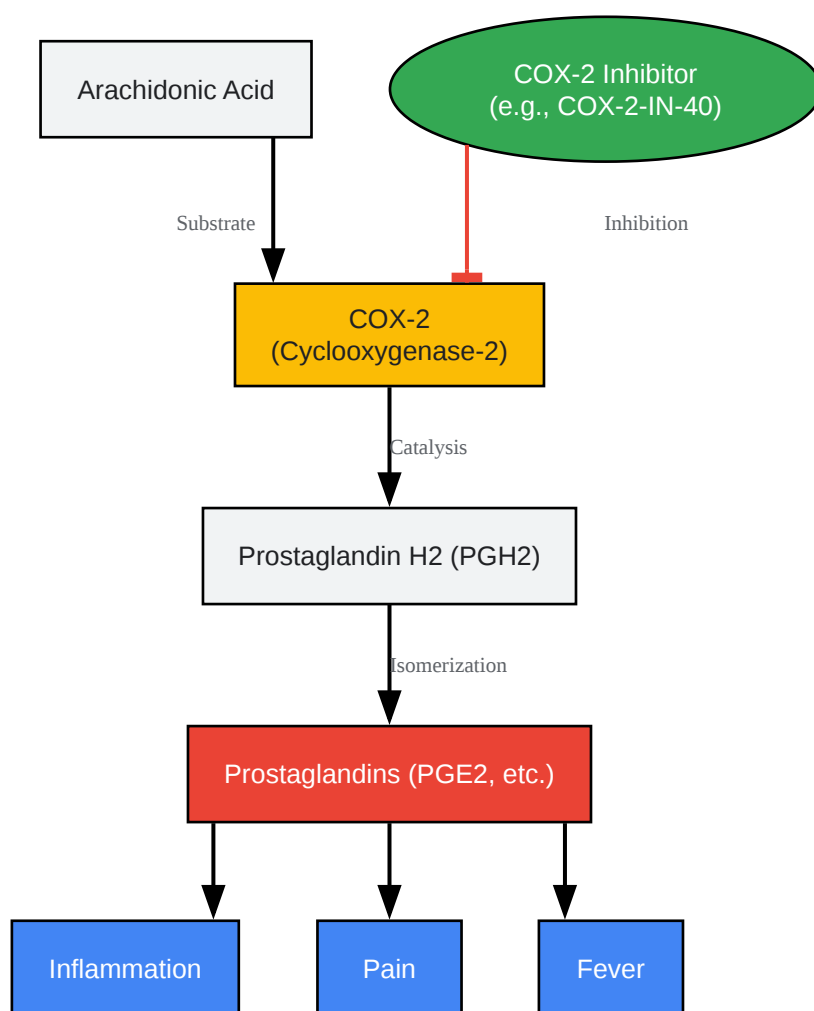 Arachidonic Acid
COX-2 Inhibitor
(e.g., COX-2-IN-40)
Substrate
Inhibition
COX-2
(Cyclooxygenase-2)
Catalysis
Prostaglandin H2 (PGH2)
Isomerization
Prostaglandins (PGE2, etc.)
Inflammation
Pain
Fever